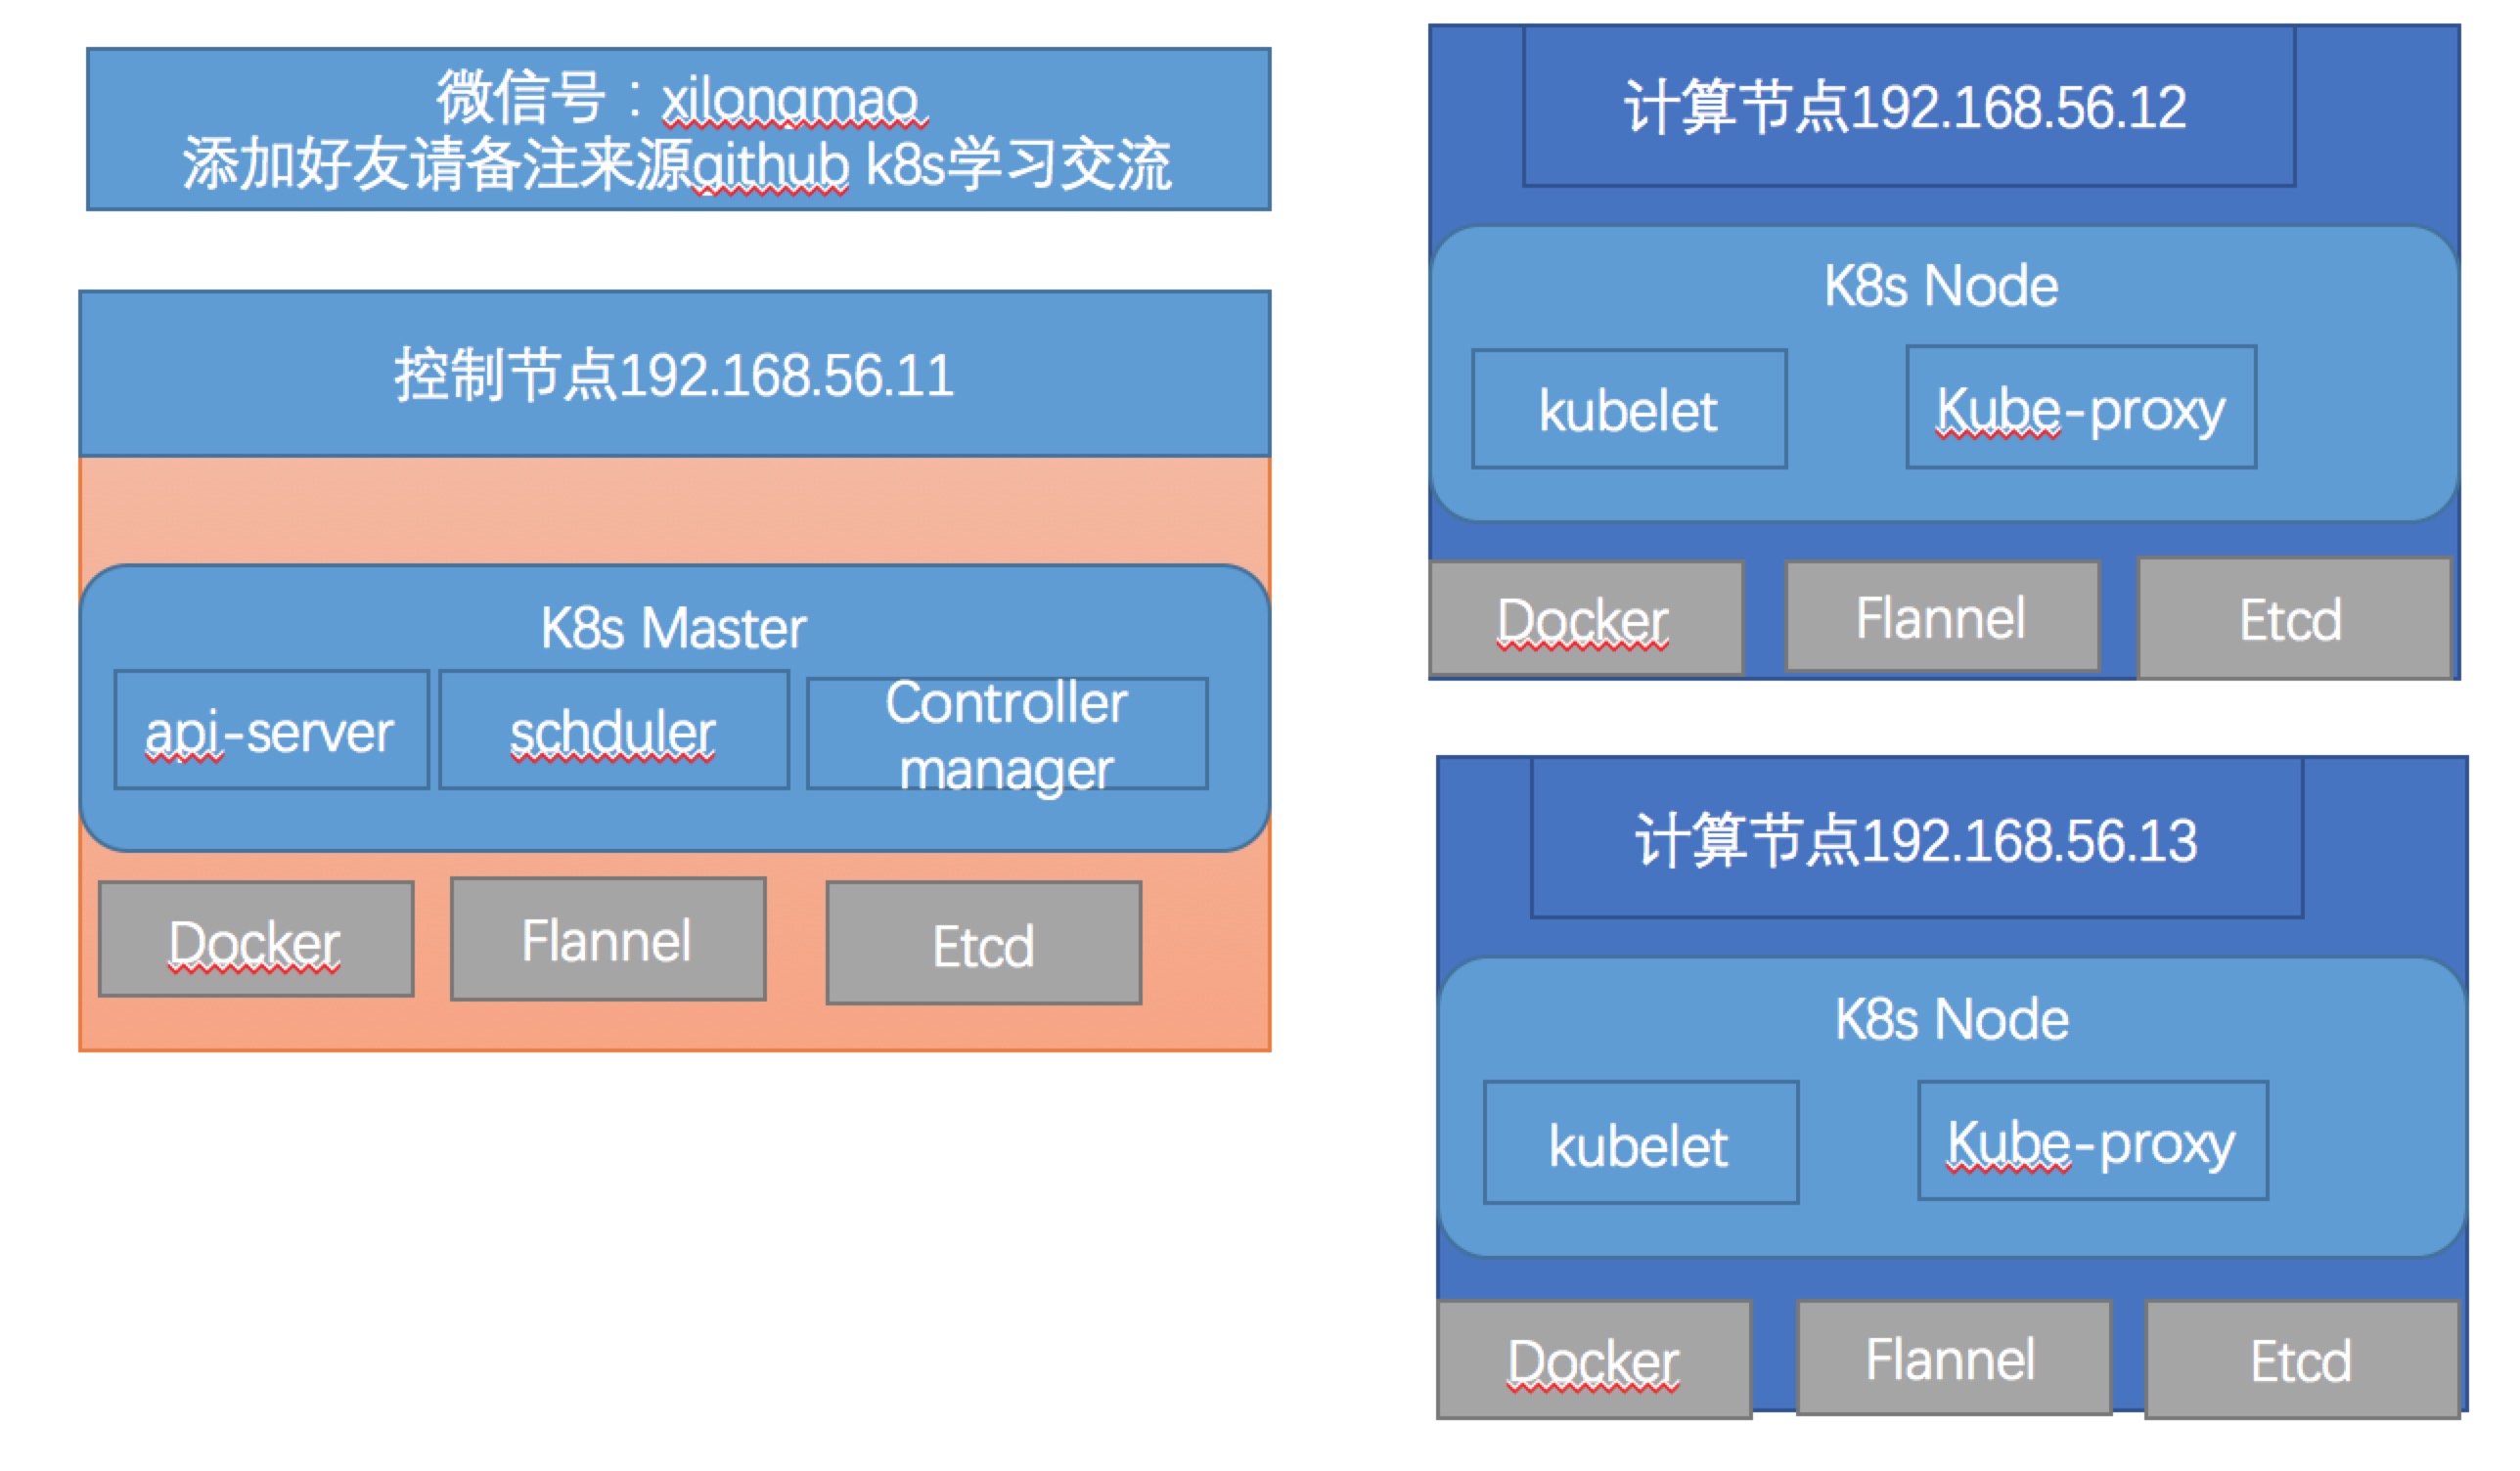 微信号：xilongmao
添加好友请备注来源github k8s学习交流
控制节点192.168.56.11
K8s Master
api-server
schduler
Controller
manager
Docker
Flannel
Etcd
计算节点192.168.56.12
K8s Node
kubelet
Kube-proxy
Docker
Flannel
Etcd
计算节点192.168.56.13
K8s Node
kubelet
Kube-proxy
Docker
Flannel
Etcd